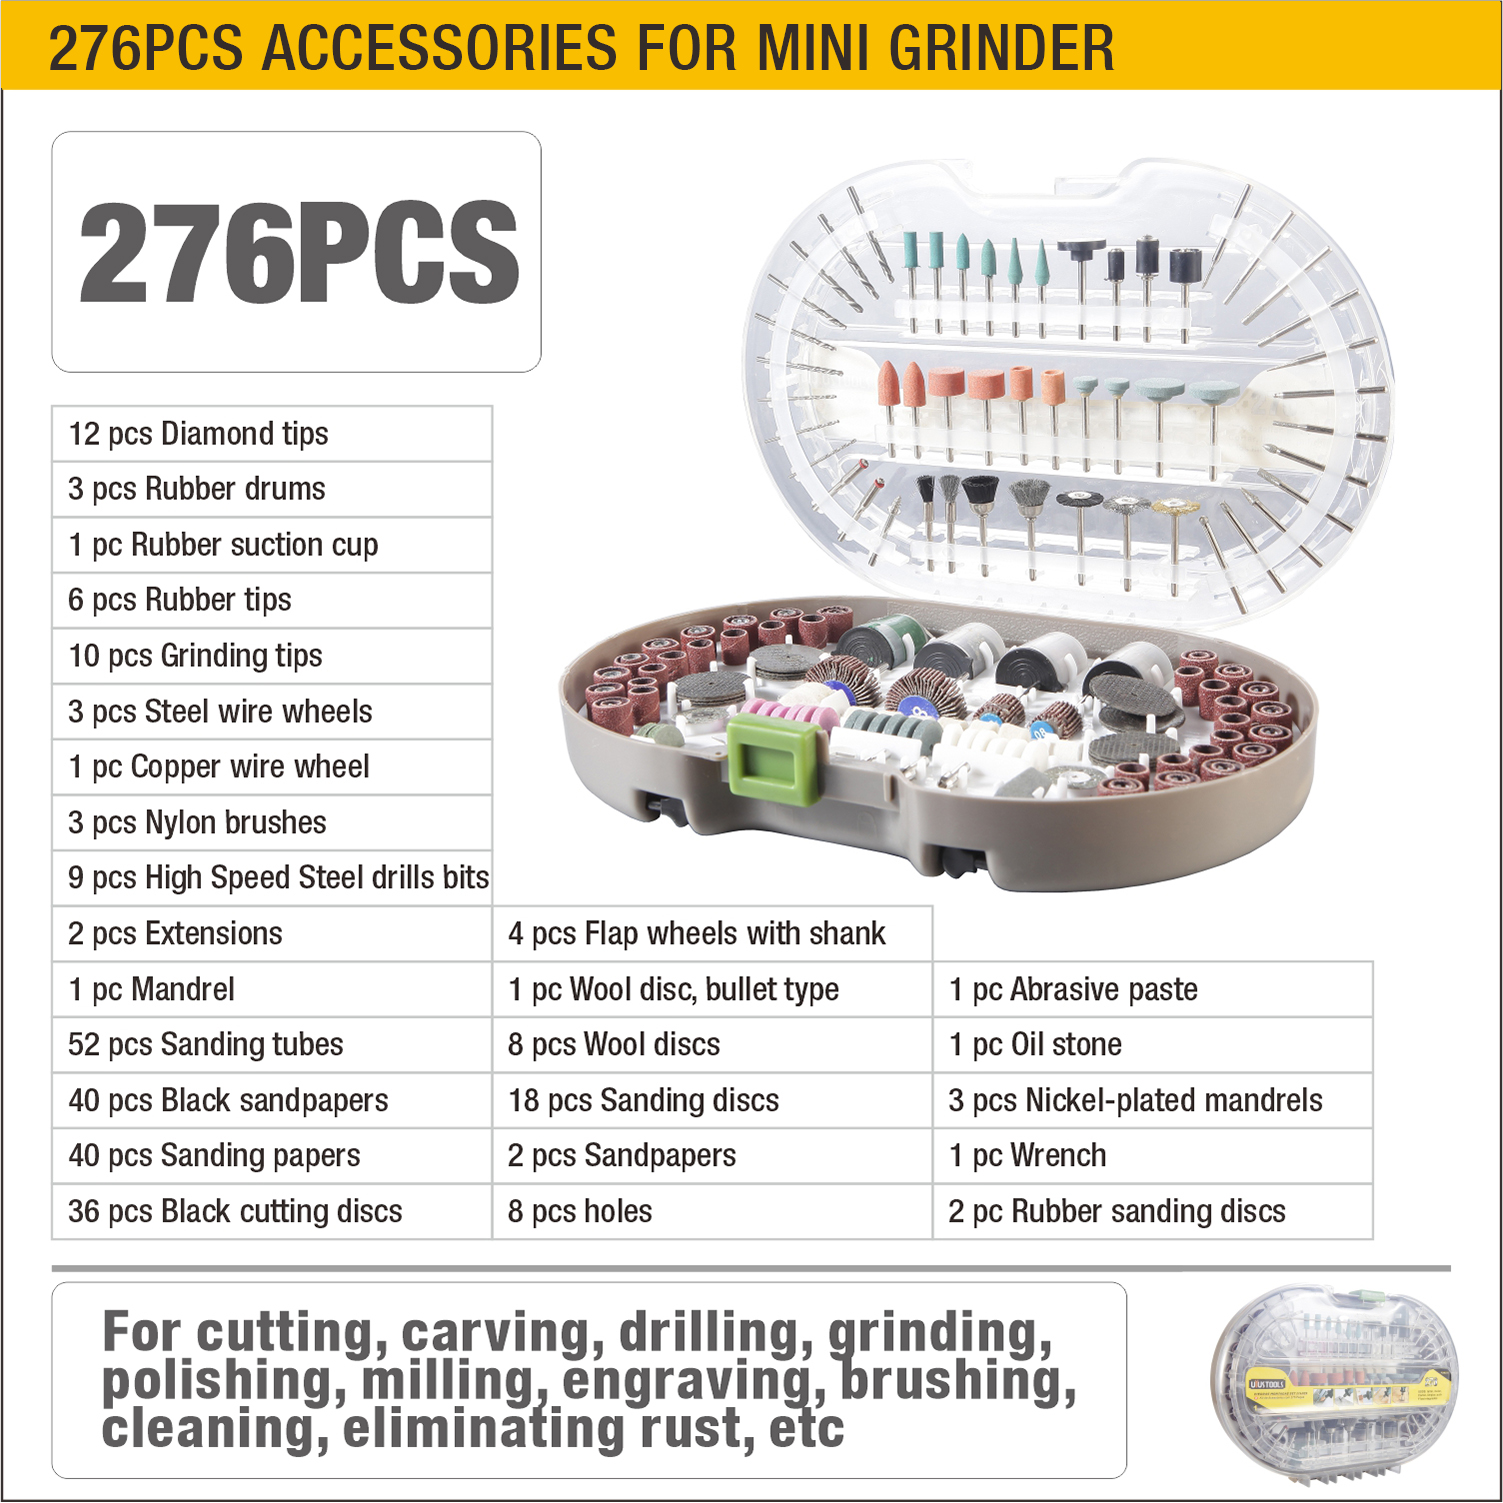 276PCS ACCESSORIES FOR MINI GRINDER
276PCS
12 pcs Diamond tips
3 pcs Rubber drums
1 pc Rubber suction cup
6 pcs Rubber tips
10 pcs Grinding tips
3 pcs Steel wire wheels
1 pc Copper wire wheel
3 pcs Nylon brushes
9 pcs High Speed Steel drills bits
2 pcs Extensions
4 pcs Flap wheels with shank
1 pc Mandrel
1 pc Wool disc, bullet type
1 pc Abrasive paste
52 pcs Sanding tubes
8 pcs Wool discs
1 pc Oil stone
40 pcs Black sandpapers
18 pcs Sanding discs
3 pcs Nickel-plated mandrels
40 pcs Sanding papers
2 pcs Sandpapers
1 pc Wrench
36 pcs Black cutting discs
8 pcs holes
2 pc Rubber sanding discs
For cutting, carving, drilling, grinding,
polishing, milling, engraving, brushing,
cleaning, eliminating rust, etc